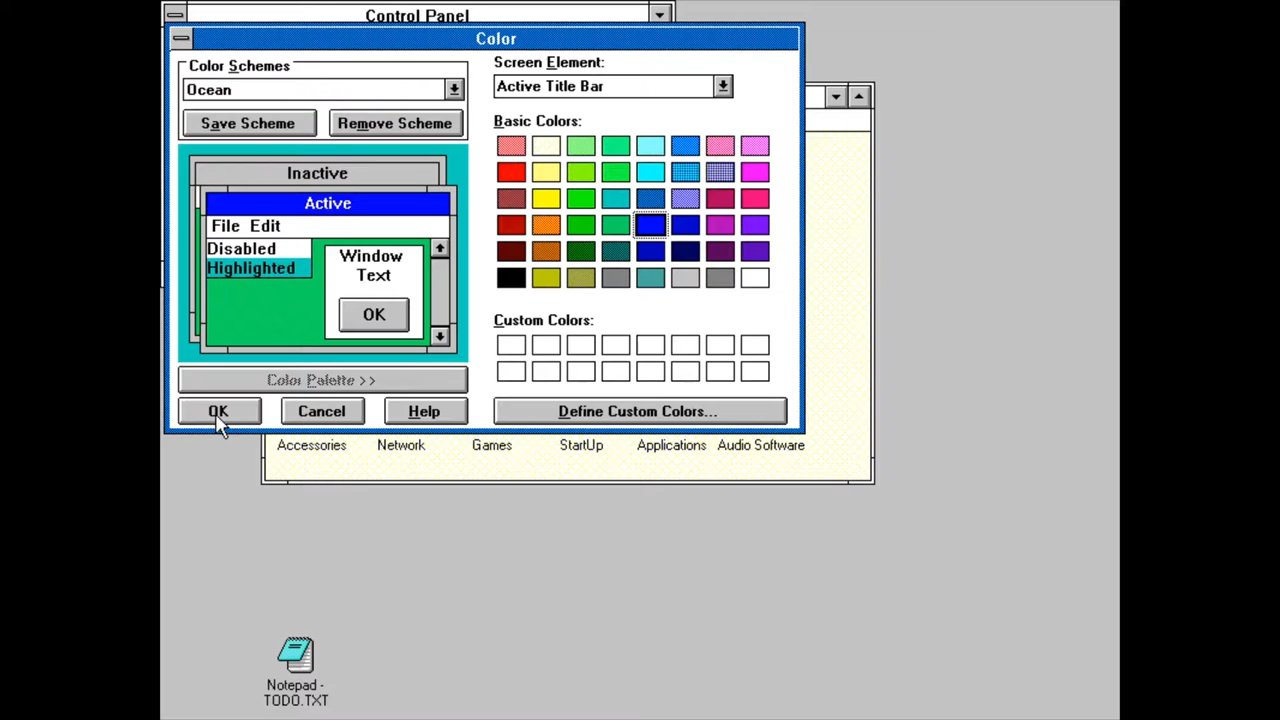 Control Panel
Color
Color Schemes
Ocean
Save Scheme
Remove Scheme
Inactive
Active
File Edit
Disabled
Highlighted
Window
Text
OK
Color Palette >>
OK
Cancel
Help
Screen Element:
Active Title Bar
Basic Colors:
Custom Colors:
Define Custom Colors...
Accessories
Network
Games
StartUp
Applications
Audio Software
Notepad -
TODO.TXT